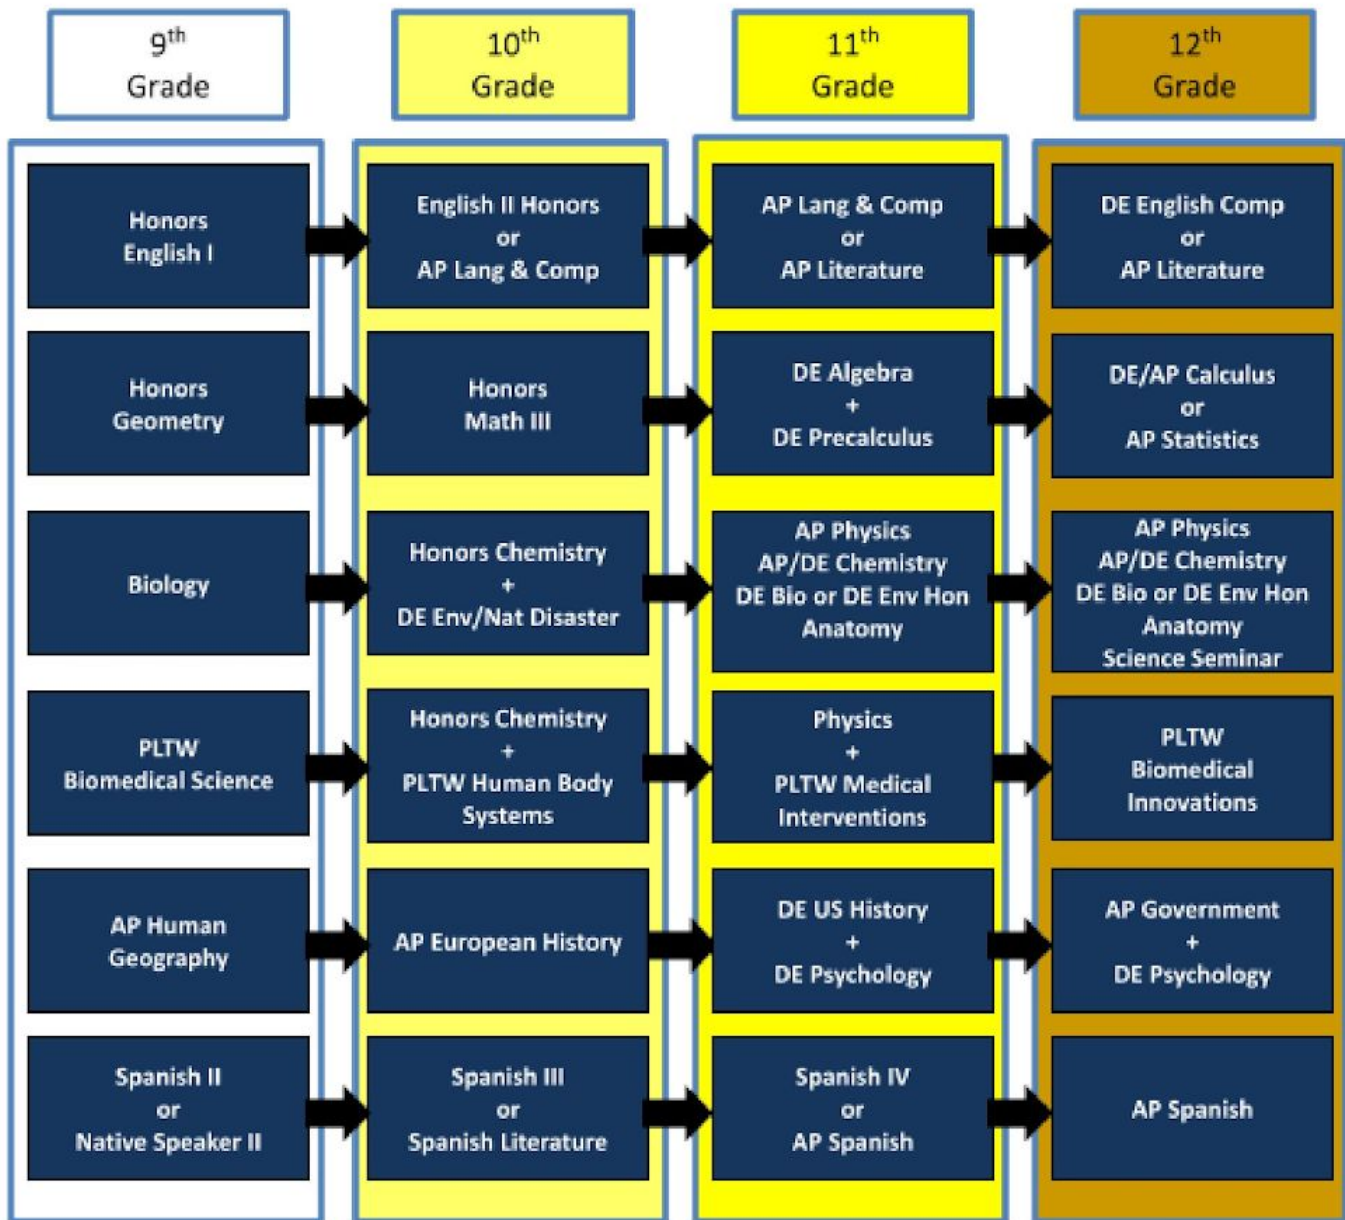 9th
Grade
10th
Grade
11th
Grade
12th
Grade
Honors
English I
English II Honors
or
AP Lang & Comp
AP Lang & Comp
or
AP Literature
DE English Comp
or
AP Literature
Honors
Geometry
Honors
Math III
DE Algebra
+
DE Precalculus
DE/AP Calculus
or
AP Statistics
Biology
Honors Chemistry
+
DE Env/Nat Disaster
AP Physics
AP/DE Chemistry
DE Bio or DE Env Hon
Anatomy
AP Physics
AP/DE Chemistry
DE Bio or DE Env Hon
Anatomy
Science Seminar
PLTW
Biomedical Science
Honors Chemistry
+
PLTW Human Body
Systems
Physics
+
PLTW Medical
Interventions
PLTW
Biomedical
Innovations
AP Human
Geography
AP European History
DE US History
+
DE Psychology
AP Government
+
DE Psychology
Spanish II
or
Native Speaker II
Spanish III
or
Spanish Literature
Spanish IV
or
AP Spanish
AP Spanish